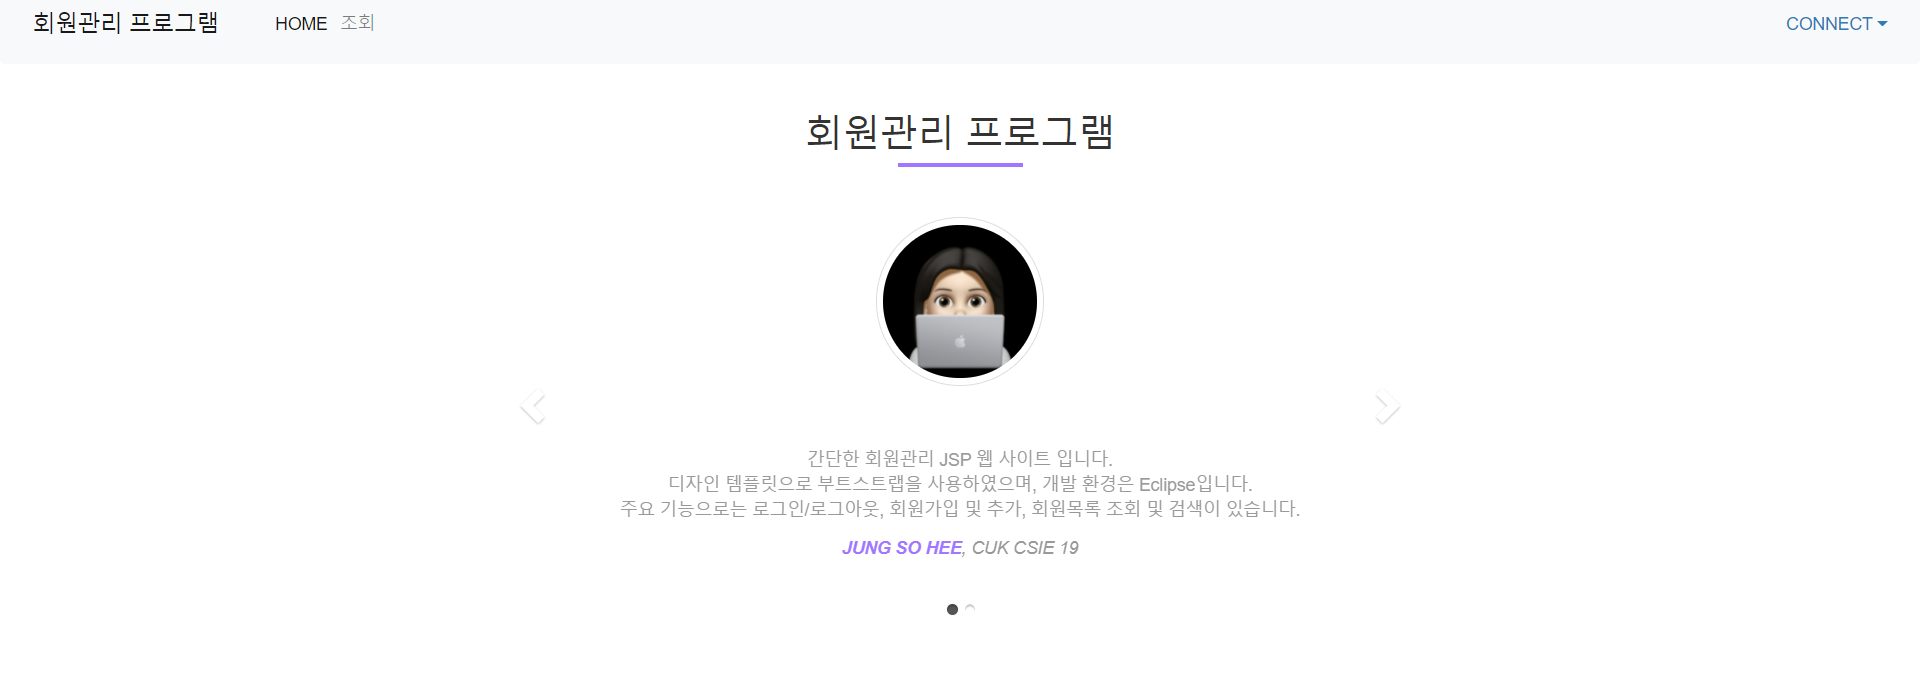 회원관리 프로그램 HOME 조회 CONNECT
회원관리 프로그램
간단한 회원관리 JSP 웹 사이트 입니다.
디자인 템플릿으로 부트스트랩을 사용하였으며, 개발 환경은 Eclipse입니다.
주요 기능으로는 로그인/로그아웃, 회원가입 및 추가, 회원목록 조회 및 검색이 있습니다.
JUNG SO HEE, CUK CSIE 19